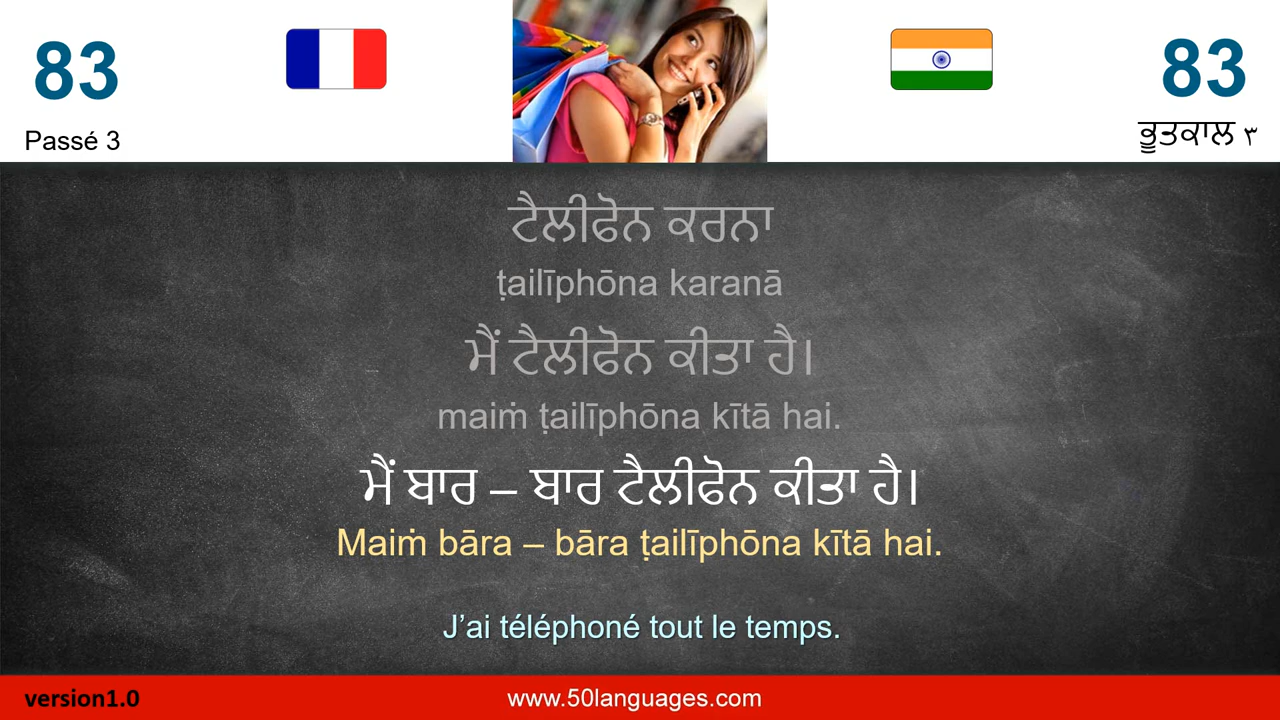 83
83
Passé 3
ਭੂਤਕਾਲ ੩
ਟੈਲੀਫੋਨ ਕਰਨਾ
ṭailīphōna karanā
ਮੈਂ ਟੈਲੀਫੋਨ ਕੀਤਾ ਹੈ।
maiṁ ṭailīphōna kītā hai.
ਮੈਂ ਬਾਰ – ਬਾਰ ਟੈਲੀਫੋਨ ਕੀਤਾ ਹੈ।
Maiṁ bāra – bāra ṭailīphōna kītā hai.
J’ai téléphoné tout le temps.
version1.0
www.50languages.com